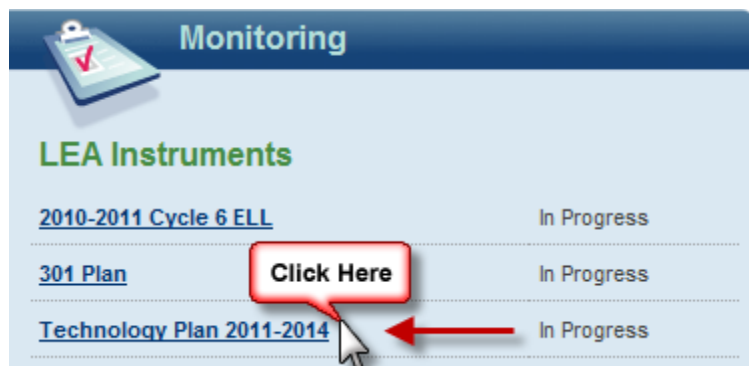 Monitoring
LEA Instruments
2010-2011 Cycle 6 ELL In Progress
301 Plan Click Here In Progress
Technology Plan 2011-2014 In Progress